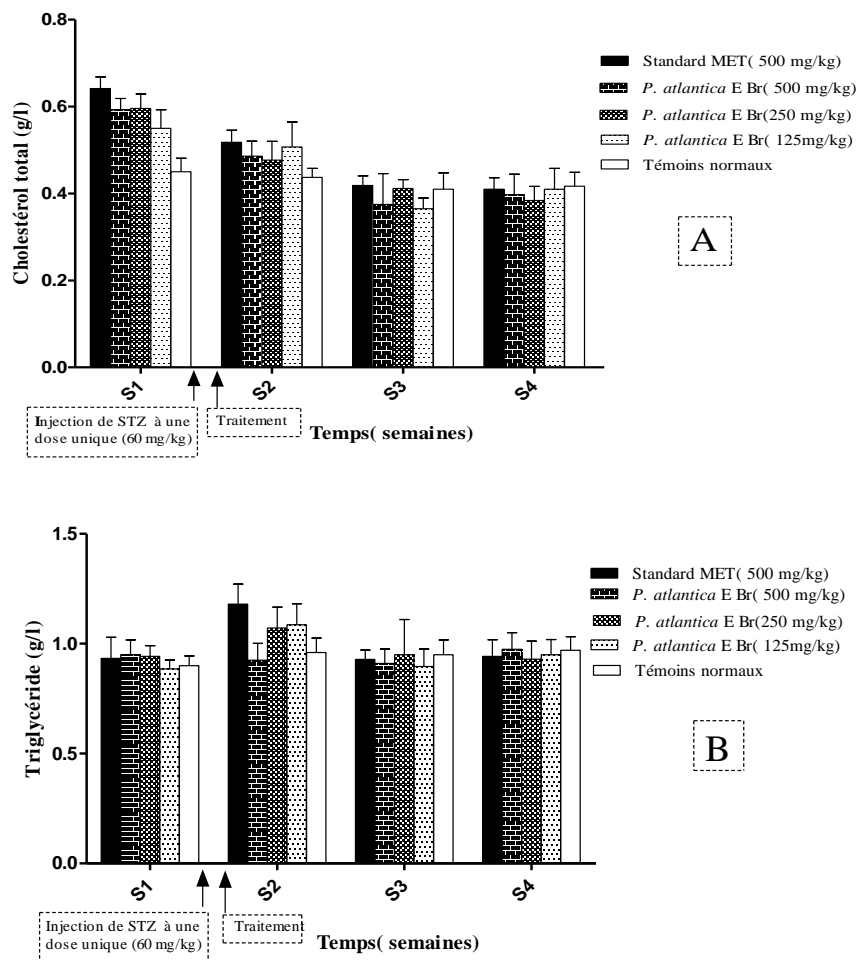 0.8
0.6
0.4
0.2
0.0
Cholestérol total (g/l)
Standard MET( 500 mg/kg)
P. atlantica E Br( 500 mg/kg)
P. atlantica E Br(250 mg/kg)
P. atlantica E Br( 125mg/kg)
Témoins normaux
A
S1
S2
S3
S4
Injection de STZ à une
dose unique (60 mg/kg)
Traitement
Temps( semaines)
1.5
1.0
0.5
0.0
Triglycéride (g/l)
Standard MET( 500 mg/kg)
P. atlantica E Br( 500 mg/kg)
P. atlantica E Br(250 mg/kg)
P. atlantica E Br( 125mg/kg)
Témoins normaux
B
S1
S2
S3
S4
Injection de STZ à une
dose unique (60 mg/kg)
Traitement
Temps( semaines)